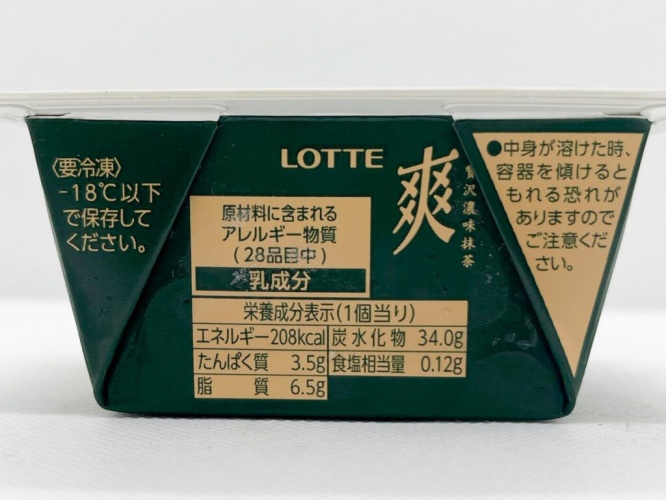 〈要冷凍〉
-18℃以下
で保存して
ください。
LOTTE
爽
贅沢濃味抹茶
原材料に含まれる
アレルギー物質
(28品目中)
乳成分
栄養成分表示(1個当り)
エネルギー208kcal 炭水化物 34.0g
たんぱく質 3.5g 食塩相当量 0.12g
脂質 6.5g
●中身が溶けた時、
容器を傾けると
もれる恐れが
ありますので
ご注意くだ
さい。